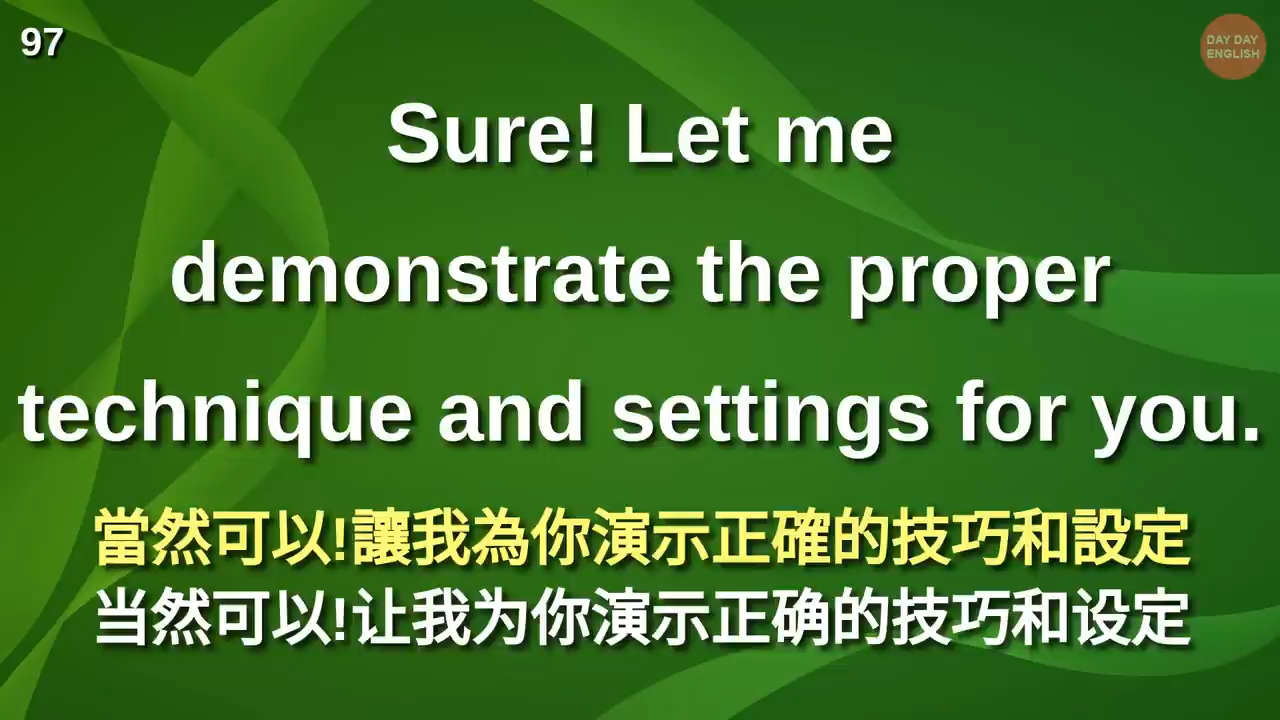 97
DAY DAY
ENGLISH
Sure! Let me
demonstrate the proper
technique and settings for you.
當然可以!讓我為你演示正確的技巧和設定
当然可以!让我为你演示正确的技巧和设定